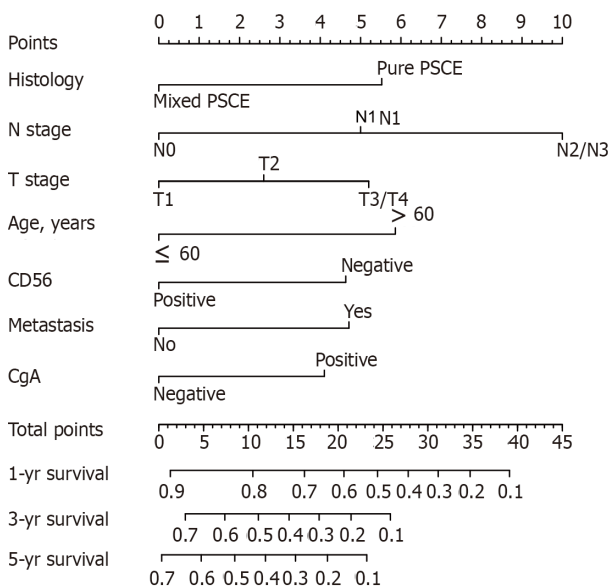 Points 0 1 2 3 4 5 6 7 8 9 10
Pure PSCE
Histology
Mixed PSCE
N1 N1
N stage
N0 N2/N3
T2
T stage
T1 T3/T4
> 60
Age, years
≤ 60
Negative
CD56
Positive
Yes
Metastasis
No
Positive
CgA
Negative
Total points
0 5 10 15 20 25 30 35 40 45
1-yr survival
0.9 0.8 0.7 0.6 0.5 0.4 0.3 0.2 0.1
3-yr survival
0.7 0.6 0.5 0.4 0.3 0.2 0.1
5-yr survival
0.7 0.6 0.5 0.4 0.3 0.2 0.1